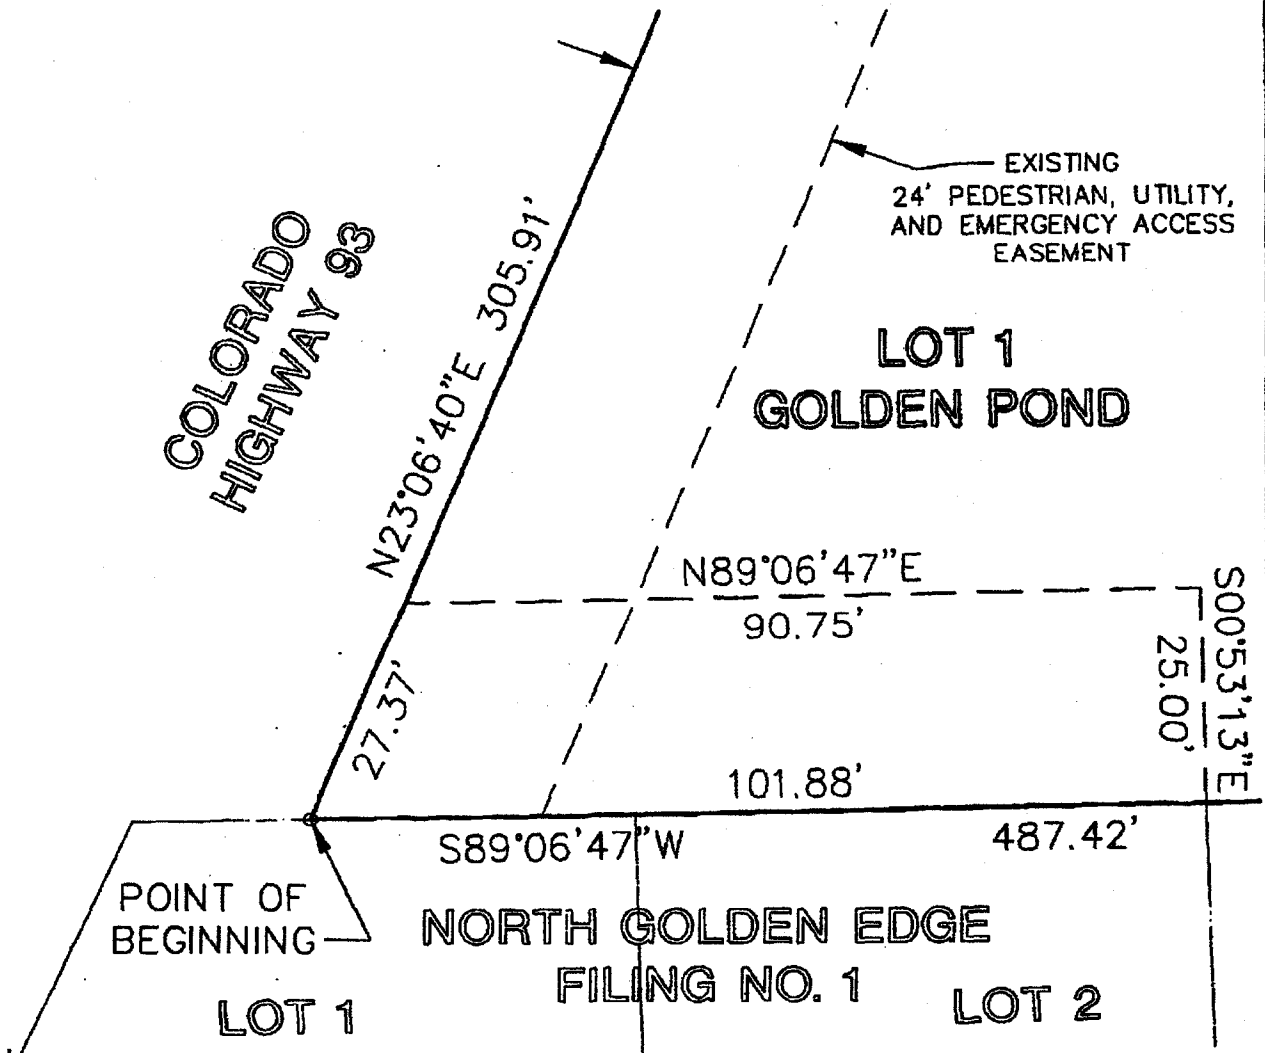 EXISTING
24' PEDESTRIAN, UTILITY,
AND EMERGENCY ACCESS
EASEMENT
COLORADO
HIGHWAY 93
N23°06'40"E 305.91'
LOT 1
GOLDEN POND
N89°06'47"E
90.75'
S00°53'13"E
25.00'
27.37'
101.88'
S89°06'47"W
487.42'
POINT OF
BEGINNING
NORTH GOLDEN EDGE
FILING NO. 1
LOT 1
LOT 2